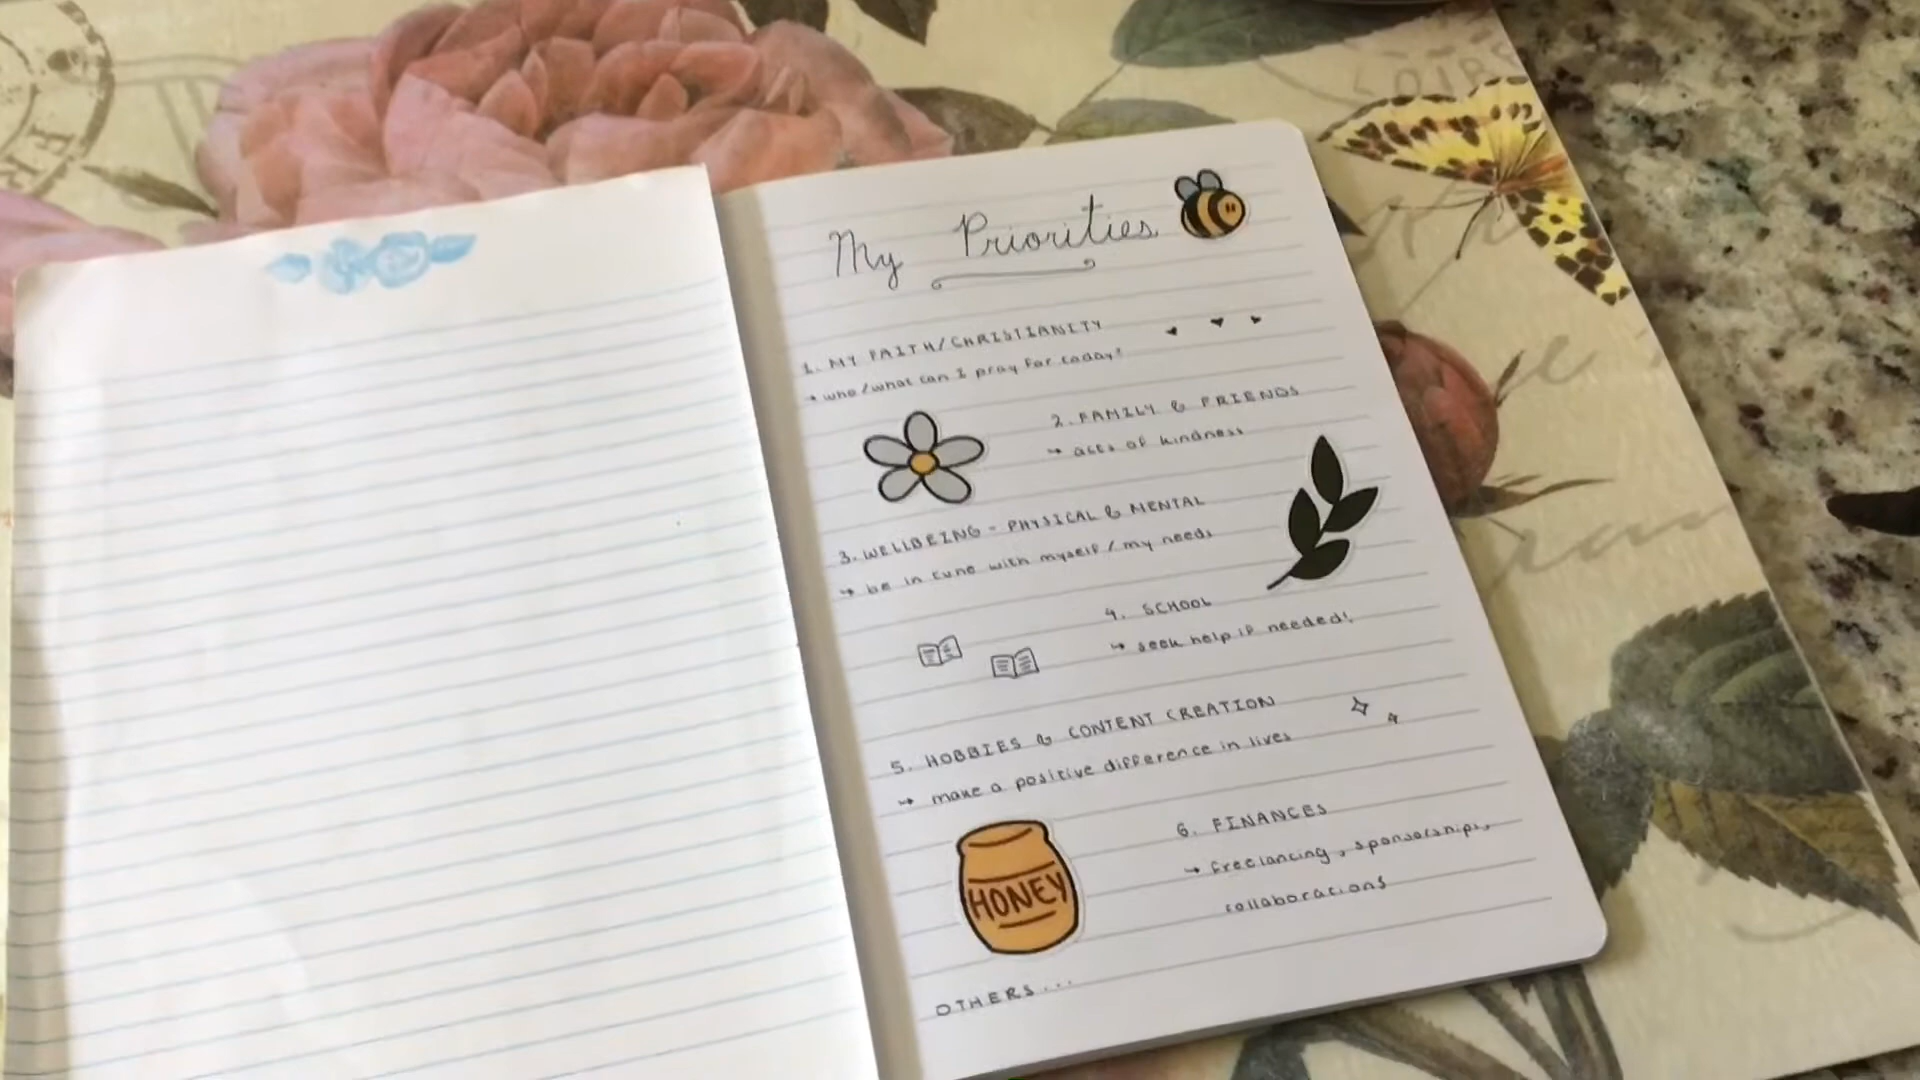 My Priorities
1. MY FAITH/CHRISTIANITY
→ who/what can I pray for today?
2. FAMILY & FRIENDS
→ acts of kindness
3. WELLBEING - PHYSICAL & MENTAL
→ be in tune with myself/my needs
4. SCHOOL
→ seek help if needed!
5. HOBBIES & CONTENT CREATION
→ make a positive difference in lives
6. FINANCES
→ freelancing, sponsorships,
collaborations
HONEY
OTHERS...